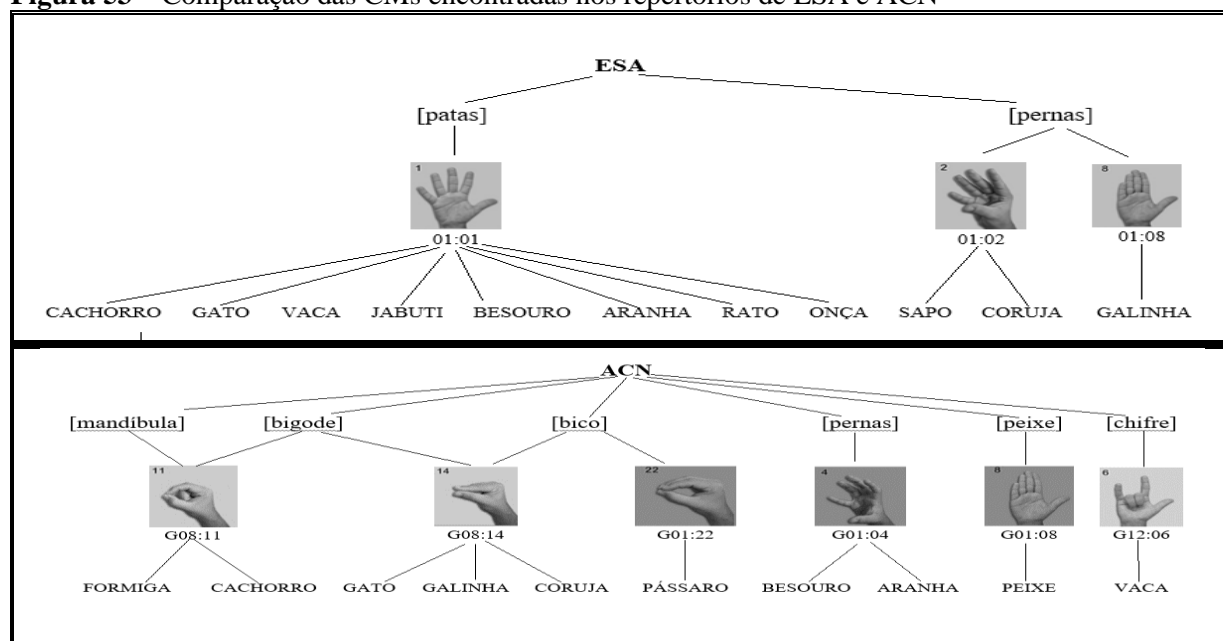 Figura 53 – Comparação das CMs encontradas nos repertórios de ESA e ACN
ESA
[patas] [pernas]
1 2 8
01:01 01:02 01:08
CACHORRO GATO VACA JABUTI BESOURO ARANHA RATO ONÇA SAPO CORUJA GALINHA
ACN
[mandíbula] [bigode] [bico] [pernas] [peixe] [chifre]
11 14 22 4 8 6
G08:11 G08:14 G01:22 G01:04 G01:08 G12:06
FORMIGA CACHORRO GATO GALINHA CORUJA PÁSSARO BESOURO ARANHA PEIXE VACA